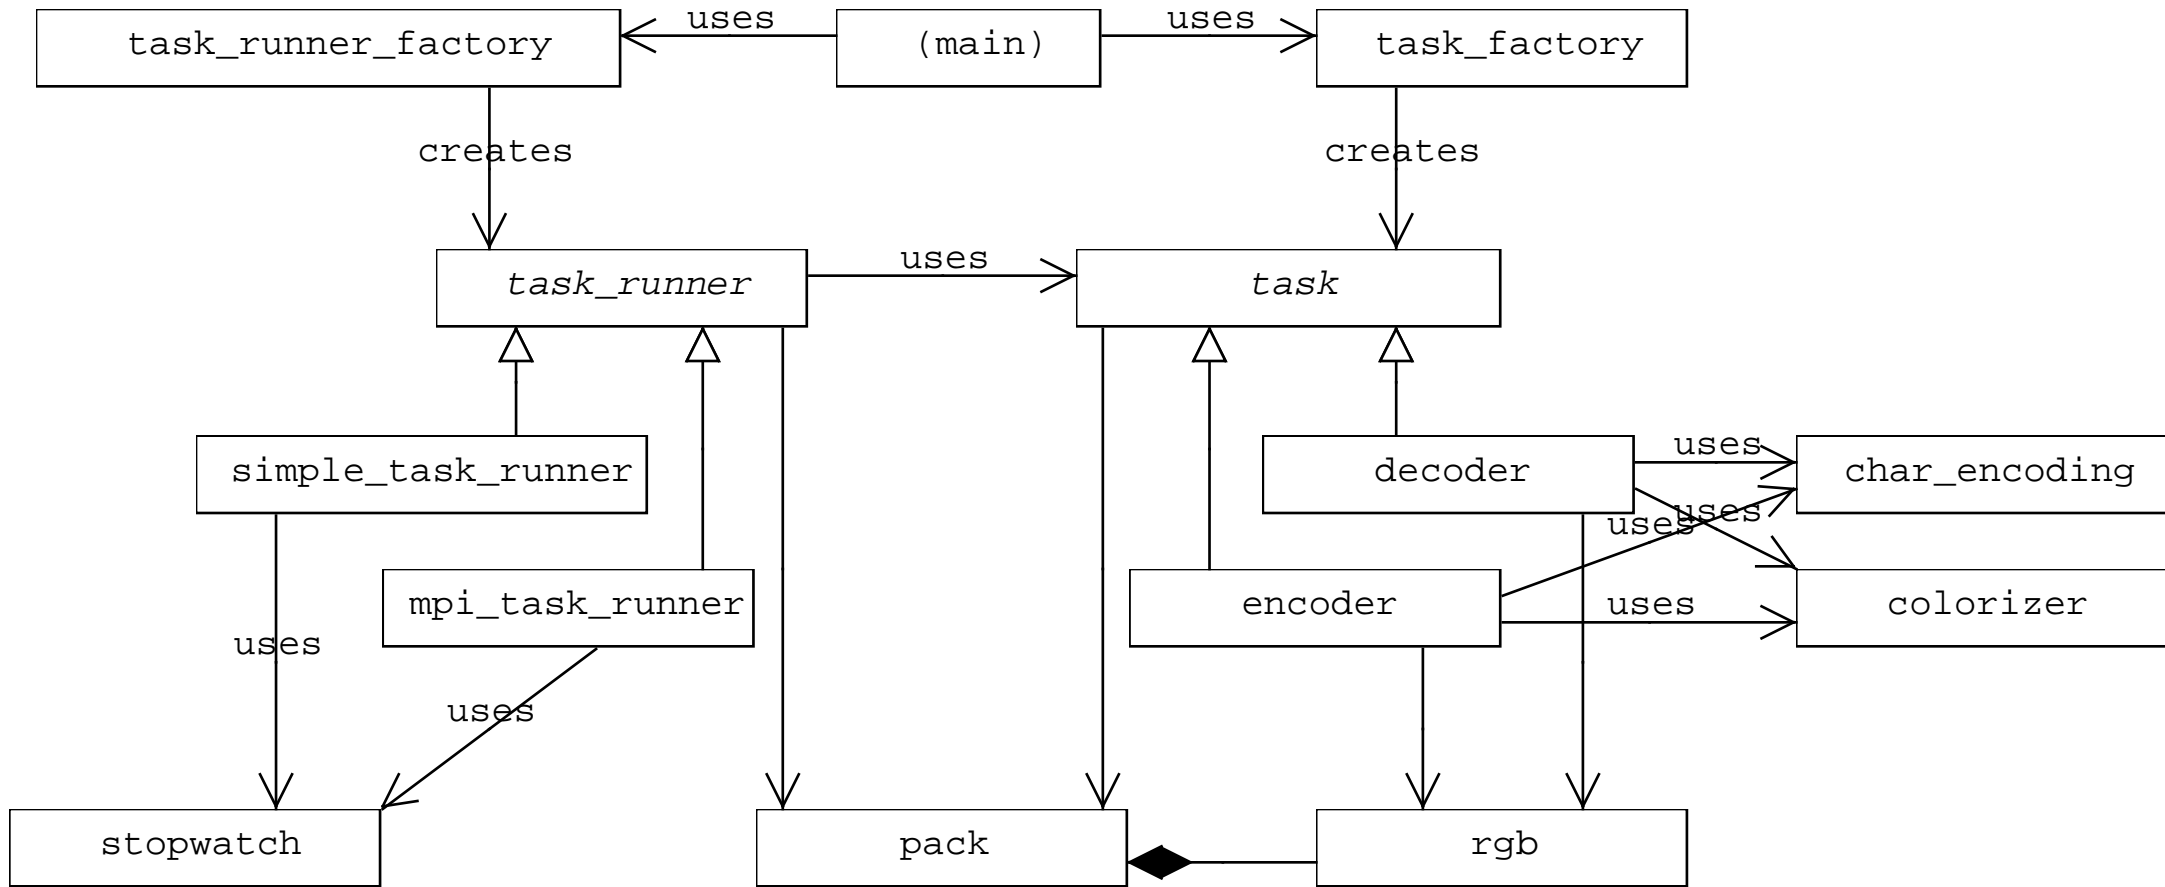 task_runner_factory
uses
(main)
uses
task_factory
creates
creates
task_runner
uses
task
simple_task_runner
decoder
uses
char_encoding
uses
uses
mpi_task_runner
encoder
uses
colorizer
uses
uses
stopwatch
pack
rgb